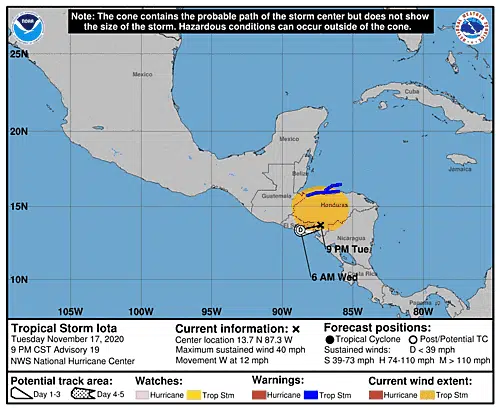 Note: The cone contains the probable path of the storm center but does not show
the size of the storm. Hazardous conditions can occur outside of the cone.
NOAA
25N
Mexico
Cuba
20N
Mexico
Jamaica
Belize
Guatemala
15N
Honduras
El
Nicaragua
9 PM Tue
6 AM Wed
Costa Rica
10N
Panama
105W 100W 95W 90W 85W 80W
Tropical Storm Iota
Tuesday November 17, 2020
9 PM CST Advisory 19
NWS National Hurricane Center
Current information: ×
Center location 13.7 N 87.3 W
Maximum sustained wind 40 mph
Movement W at 12 mph
Forecast positions:
Tropical Cyclone Post/Potential TC
Sustained winds: D < 39 mph
S 39-73 mph H 74-110 mph M > 110 mph
Potential track area:
Day 1-3 Day 4-5
Watches:
Hurricane Trop Stm
Warnings:
Hurricane Trop Stm
Current wind extent:
Hurricane Trop Stm